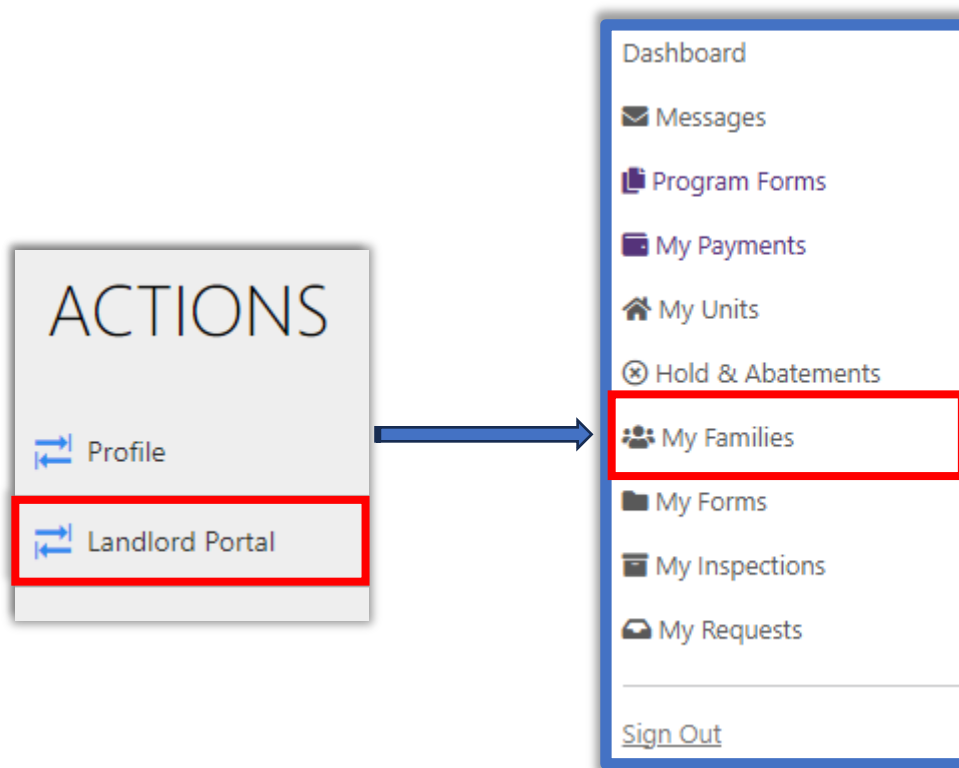 ACTIONS
Profile
Landlord Portal
Dashboard
Messages
Program Forms
My Payments
My Units
Hold & Abatements
My Families
My Forms
My Inspections
My Requests
Sign Out